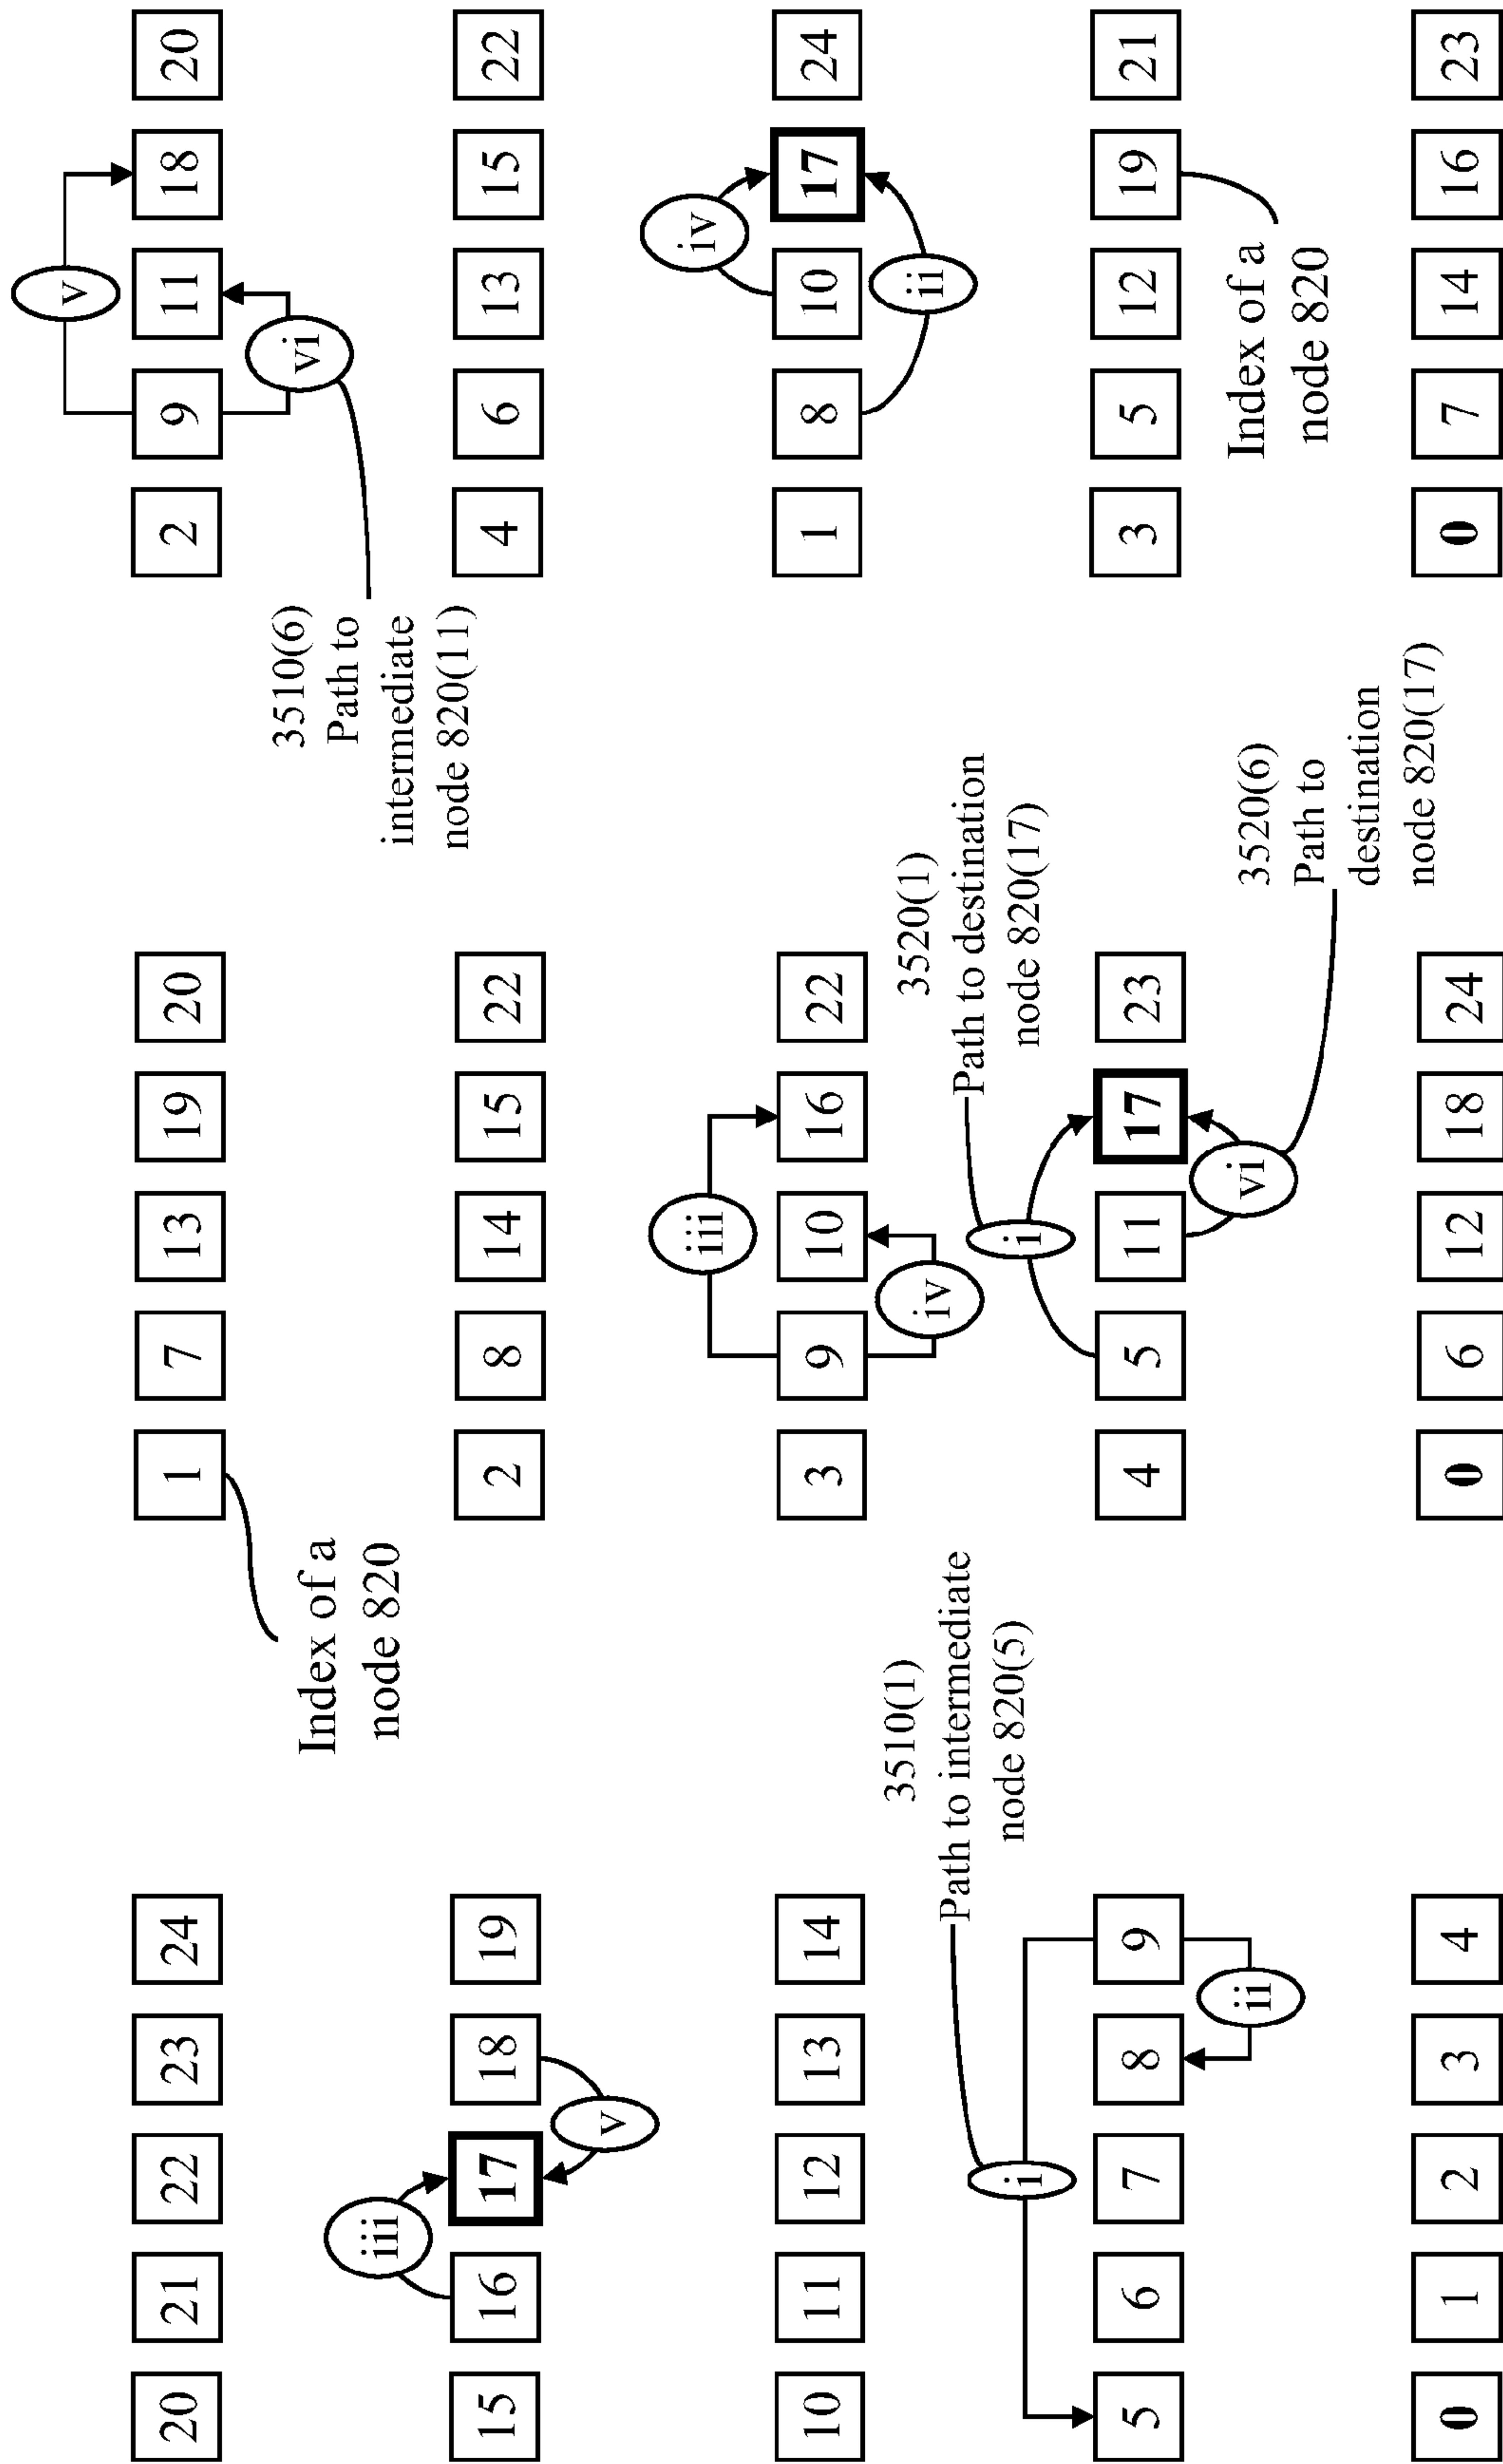 20 21 22 23 24
iii
15 16 17 18 19
v
10 11 12 13 14
3510(1)
Path to intermediate
node 820(5)
i
5 6 7 8 9
ii
0 1 2 3 4
1 7 13 19 20
Index of a
node 820
2 8 14 15 22
iii
3 9 10 16 22
iv
3520(1)
Path to destination
node 820(17)
i
4 5 11 17 23
vi
3520(6)
Path to
destination
node 820(17)
0 6 12 18 24
v
2 9 11 18 20
vi
3510(6)
Path to
intermediate
node 820(11)
4 6 13 15 22
iv
1 8 10 17 24
ii
3 5 12 19 21
Index of a
node 820
0 7 14 16 23